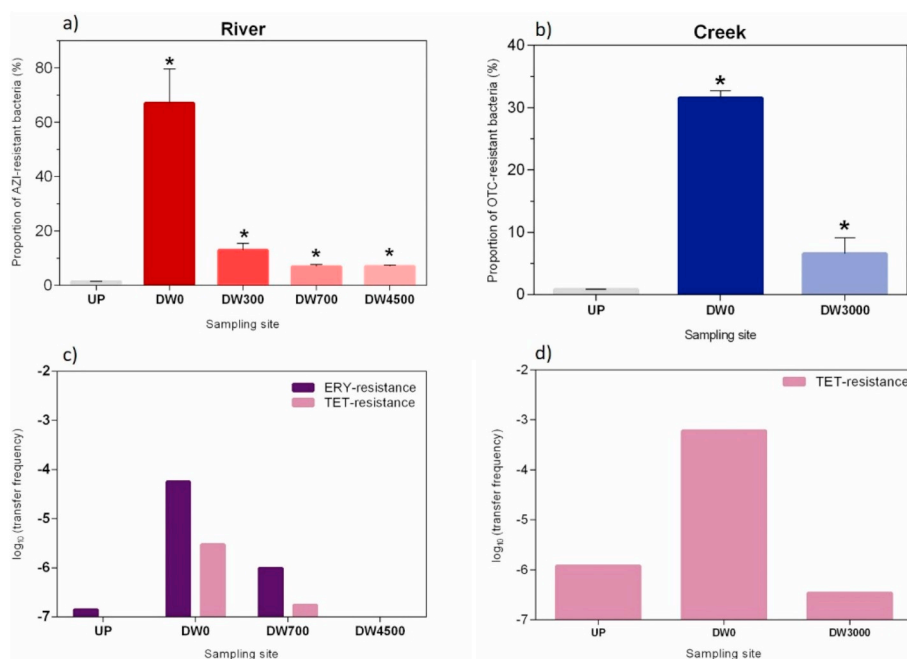 a)
River
Proportion of AZI-resistant bacteria (%)
80
60
40
20
0
*
*
*
*
UP
DW0
DW300
DW700
DW4500
Sampling site
b)
Creek
Proportion of OTC-resistant bacteria (%)
40
30
20
10
0
*
*
UP
DW0
DW3000
Sampling site
c)
log10 (transfer frequency)
-2
-3
-4
-5
-6
-7
ERY-resistance
TET-resistance
UP
DW0
DW700
DW4500
Sampling site
d)
log10 (transfer frequency)
-2
-3
-4
-5
-6
-7
TET-resistance
UP
DW0
DW3000
Sampling site